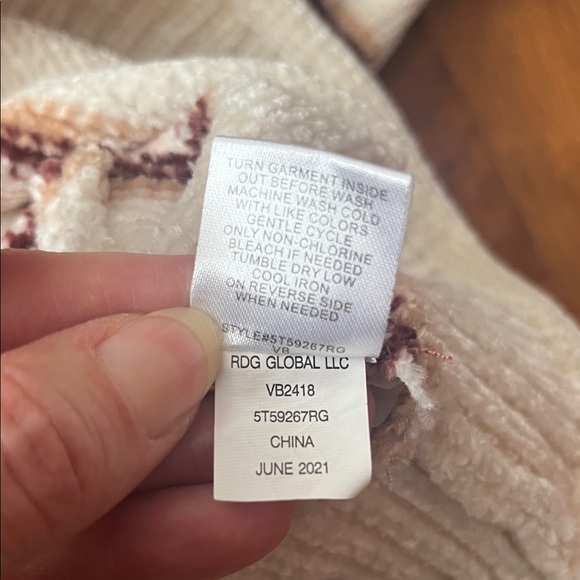 TURN GARMENT INSIDE
OUT BEFORE WASH
MACHINE WASH COLD
WITH LIKE COLORS
GENTLE CYCLE
ONLY NON-CHLORINE
BLEACH IF NEEDED
TUMBLE DRY LOW
COOL IRON
ON REVERSE SIDE
WHEN NEEDED
STYLE#5T59267RG
VB
RDG GLOBAL LLC
VB2418
5T59267RG
CHINA
JUNE 2021